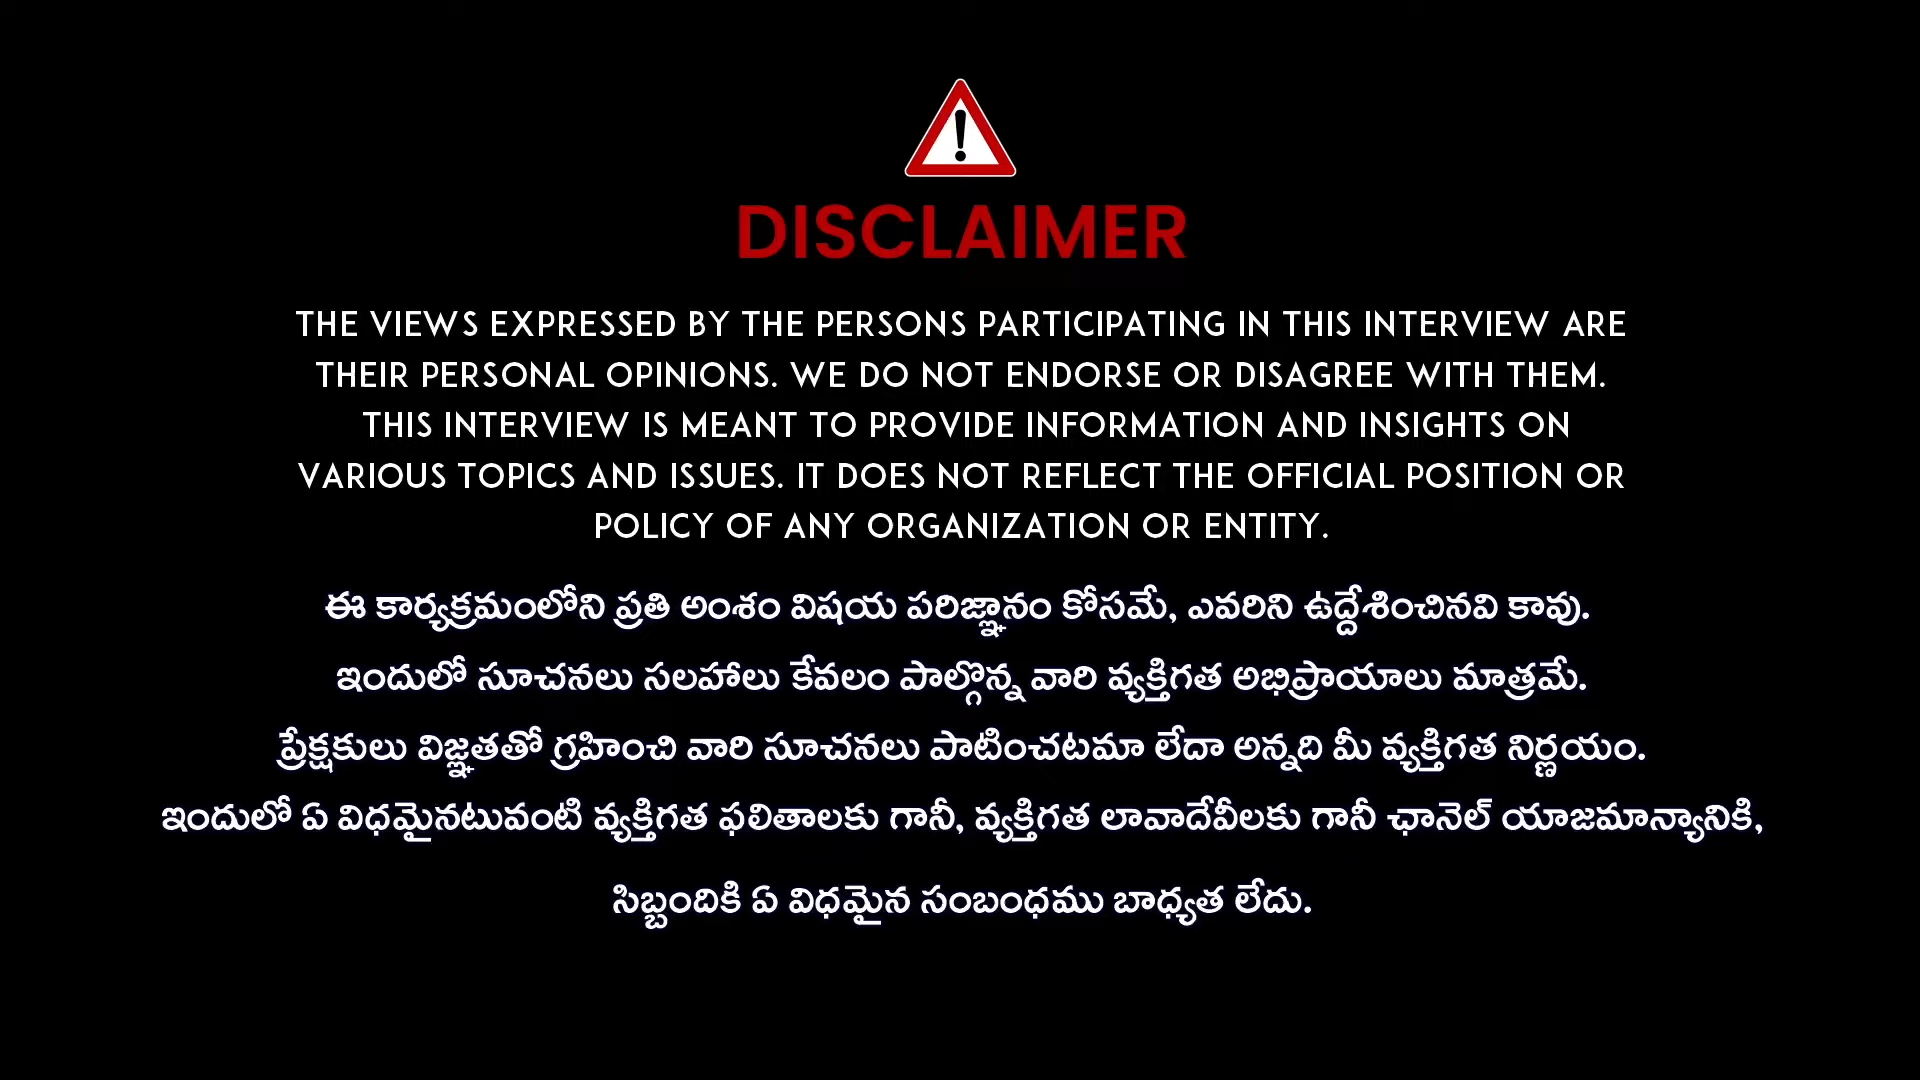 DISCLAIMER
THE VIEWS EXPRESSED BY THE PERSONS PARTICIPATING IN THIS INTERVIEW ARE
THEIR PERSONAL OPINIONS. WE DO NOT ENDORSE OR DISAGREE WITH THEM.
THIS INTERVIEW IS MEANT TO PROVIDE INFORMATION AND INSIGHTS ON
VARIOUS TOPICS AND ISSUES. IT DOES NOT REFLECT THE OFFICIAL POSITION OR
POLICY OF ANY ORGANIZATION OR ENTITY.
ఈ కార్యక్రమంలోని ప్రతి అంశం విషయ పరిజ్ఞానం కోసమే, ఎవరిని ఉద్దేశించినవి కావు.
ఇందులో సూచనలు సలహాలు కేవలం పాల్గొన్న వారి వ్యక్తిగత అభిప్రాయాలు మాత్రమే.
ప్రేక్షకులు విజ్ఞతతో గ్రహించి వారి సూచనలు పాటించటమా లేదా అన్నది మీ వ్యక్తిగత నిర్ణయం.
ఇందులో ఏ విధమైనటువంటి వ్యక్తిగత ఫలితాలకు గానీ, వ్యక్తిగత లావాదేవీలకు గానీ ఛానెల్ యాజమాన్యానికి,
సిబ్బందికి ఏ విధమైన సంబంధము బాధ్యత లేదు.